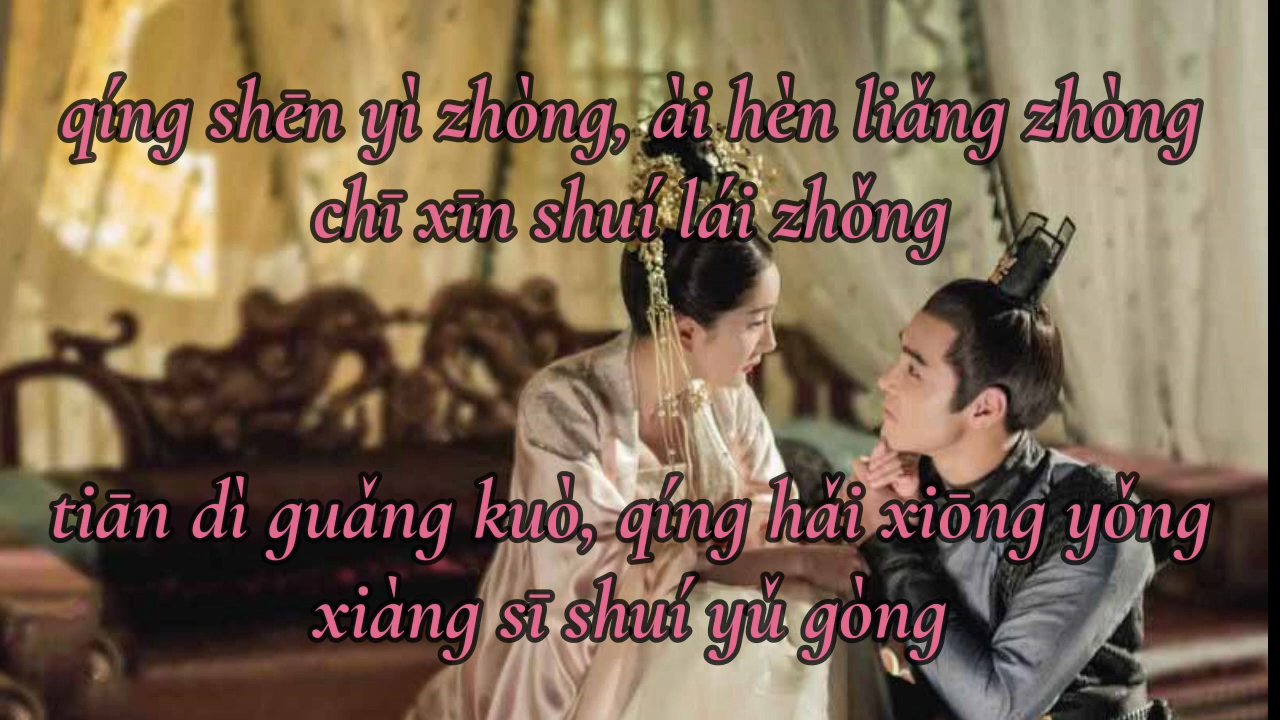 qíng shēn yì zhòng, ài hèn liǎng zhòng
chī xīn shuí lái zhǒng
tiān dì guǎng kuò, qíng hǎi xiōng yǒng
xiàng sī shuí yǔ gòng